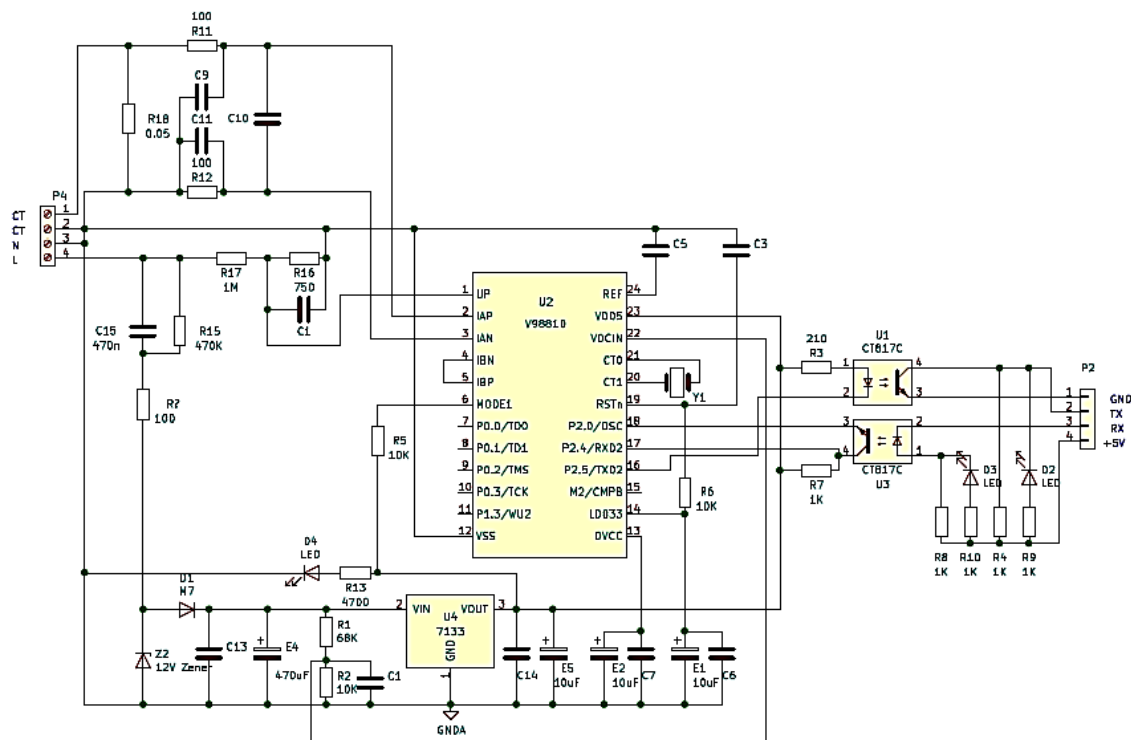 100
R11
C9
R18
0.05
C11
C10
100
R12
P4
CT
1
CT
2
N
3
L
4
R17
1M
R16
750
C1
C5
C3
C15
470n
R15
470K
R?
100
U2
V98810
1
UP
REF
24
2
IAP
VDD5
23
3
IAN
VDCIN
22
4
IBN
CTO
21
5
IBP
CT1
20
Y1
6
MODE1
RSTn
19
7
P0.0/TDO
P2.0/OSC
18
8
P0.1/TD1
P2.4/RXD2
17
9
P0.2/TMS
P2.5/TXD2
16
10
P0.3/TCK
M2/CMPB
15
11
P1.3/WU2
LDO33
14
12
VSS
DVCC
13
R5
10K
R6
10K
210
R3
U1
CT817C
1
4
2
3
3
2
4
1
CT817C
U3
R7
1K
P2
1
GND
2
TX
3
RX
4
+5V
D3
LED
D2
LED
R8
1K
R10
1K
R4
1K
R9
1K
D4
LED
R13
4700
D1
M7
Z2
12V Zener
C13
+
E4
470uF
R1
68K
R2
10K
C1
2
VIN
VOUT
3
U4
7133
GND
1
GNDA
C14
+
E5
10uF
+
E2
10uF
C7
+
E1
10uF
C6